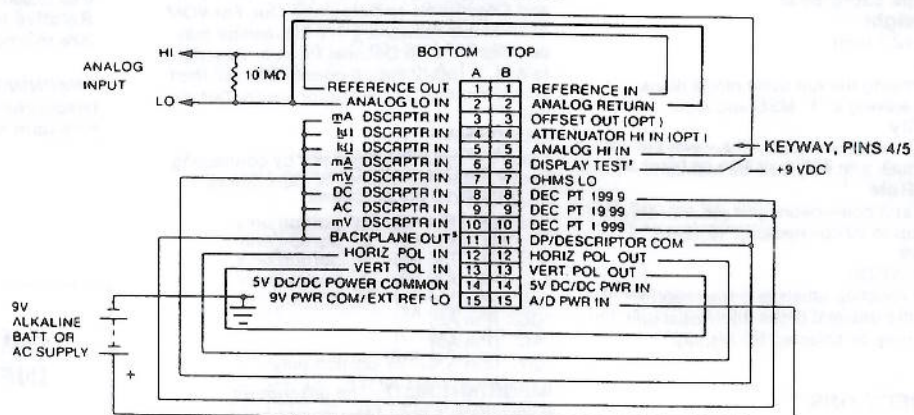 HI
ANALOG INPUT
10 MΩ
LO
BOTTOM TOP
A B
REFERENCE OUT 1 1 REFERENCE IN
ANALOG LO IN 2 2 ANALOG RETURN
mA DSCRPTR IN 3 3 OFFSET OUT (OPT)
kΩ DSCRPTR IN 4 4 ATTENUATOR HI IN (OPT)
kΩ DSCRPTR IN 5 5 ANALOG HI IN
mA DSCRPTR IN 6 6 DISPLAY TEST¹
mV DSCRPTR IN 7 7 OHMS LO
DC DSCRPTR IN 8 8 DEC PT 199 9
AC DSCRPTR IN 9 9 DEC PT 19 99
mV DSCRPTR IN 10 10 DEC PT 1 999
BACKPLANE OUT 11 11 DP/DESCRIPTOR COM
HORIZ POL IN 12 12 HORIZ POL OUT
VERT POL IN 13 13 VERT POL OUT
5V DC/DC POWER COMMON 14 14 5V DC/DC PWR IN
9V PWR COM/EXT REF LO 15 15 A/D PWR IN
KEYWAY, PINS 4/5
+9 VDC
9V
ALKALINE
BATT. OR
AC SUPPLY
+